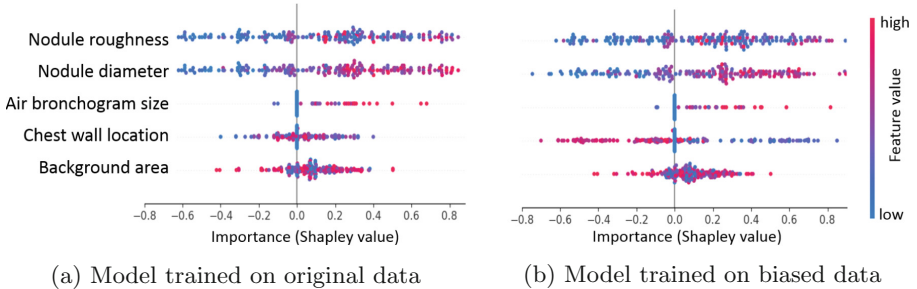 Nodule roughness
Nodule diameter
Air bronchogram size
Chest wall location
Background area
−0.8 −0.6 −0.4 −0.2 0.0 0.2 0.4 0.6 0.8
Importance (Shapley value)
(a) Model trained on original data
−0.8 −0.6 −0.4 −0.2 0.0 0.2 0.4 0.6 0.8
Importance (Shapley value)
(b) Model trained on biased data
high
Feature value
low